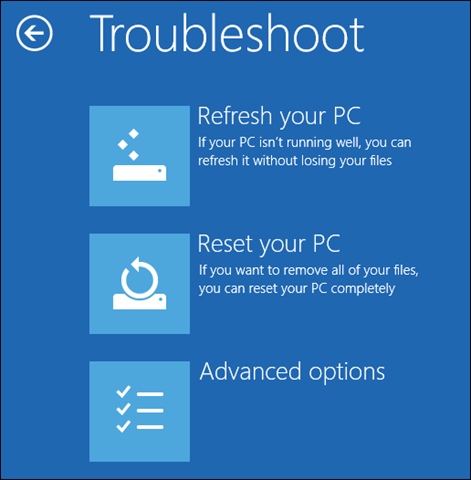 Troubleshoot
Refresh your PC
If your PC isn't running well, you can
refresh it without losing your files
Reset your PC
If you want to remove all of your files,
you can reset your PC completely
Advanced options